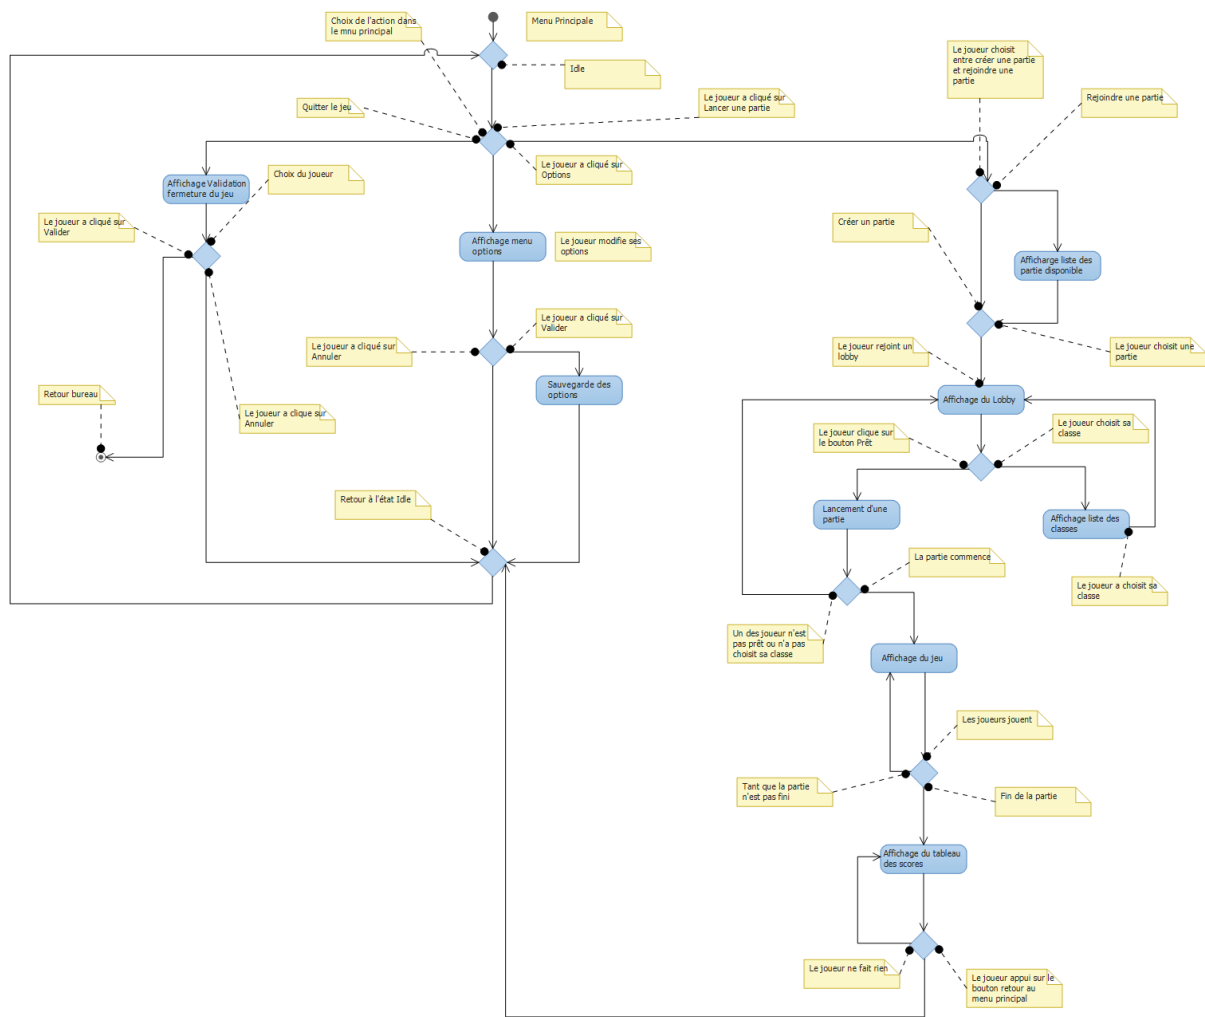 Choix de l'action dans
le mnu principal
Menu Principale
Idle
Le joueur choisit
entre créer une partie
et rejoindre une
partie
Rejoindre une partie
Quitter le jeu
Le joueur a cliqué sur
Lancer une partie
Le joueur a cliqué sur
Options
Affichage Validation
fermeture du jeu
Choix du joueur
Le joueur a cliqué sur
Valider
Affichage menu
options
Le joueur modifie ses
options
Créer un partie
Afficharge liste des
partie disponible
Le joueur a cliqué sur
Valider
Le joueur a cliqué sur
Annuler
Le joueur rejoint un
lobby
Le joueur choisit une
partie
Sauvegarde des
options
Retour bureau
Le joueur a clique sur
Annuler
Affichage du Lobby
Le joueur clique sur
le bouton Prêt
Le joueur choisit sa
classe
Retour à l'état Idle
Lancement d'une
partie
Affichage liste des
classes
La partie commence
Le joueur a choisit sa
classe
Un des joueur n'est
pas prêt ou n'a pas
choisit sa classe
Affichage du jeu
Les joueurs jouent
Tant que la partie
n'est pas fini
Fin de la partie
Affichage du tableau
des scores
Le joueur ne fait rien
Le joueur appui sur le
bouton retour au
menu principal